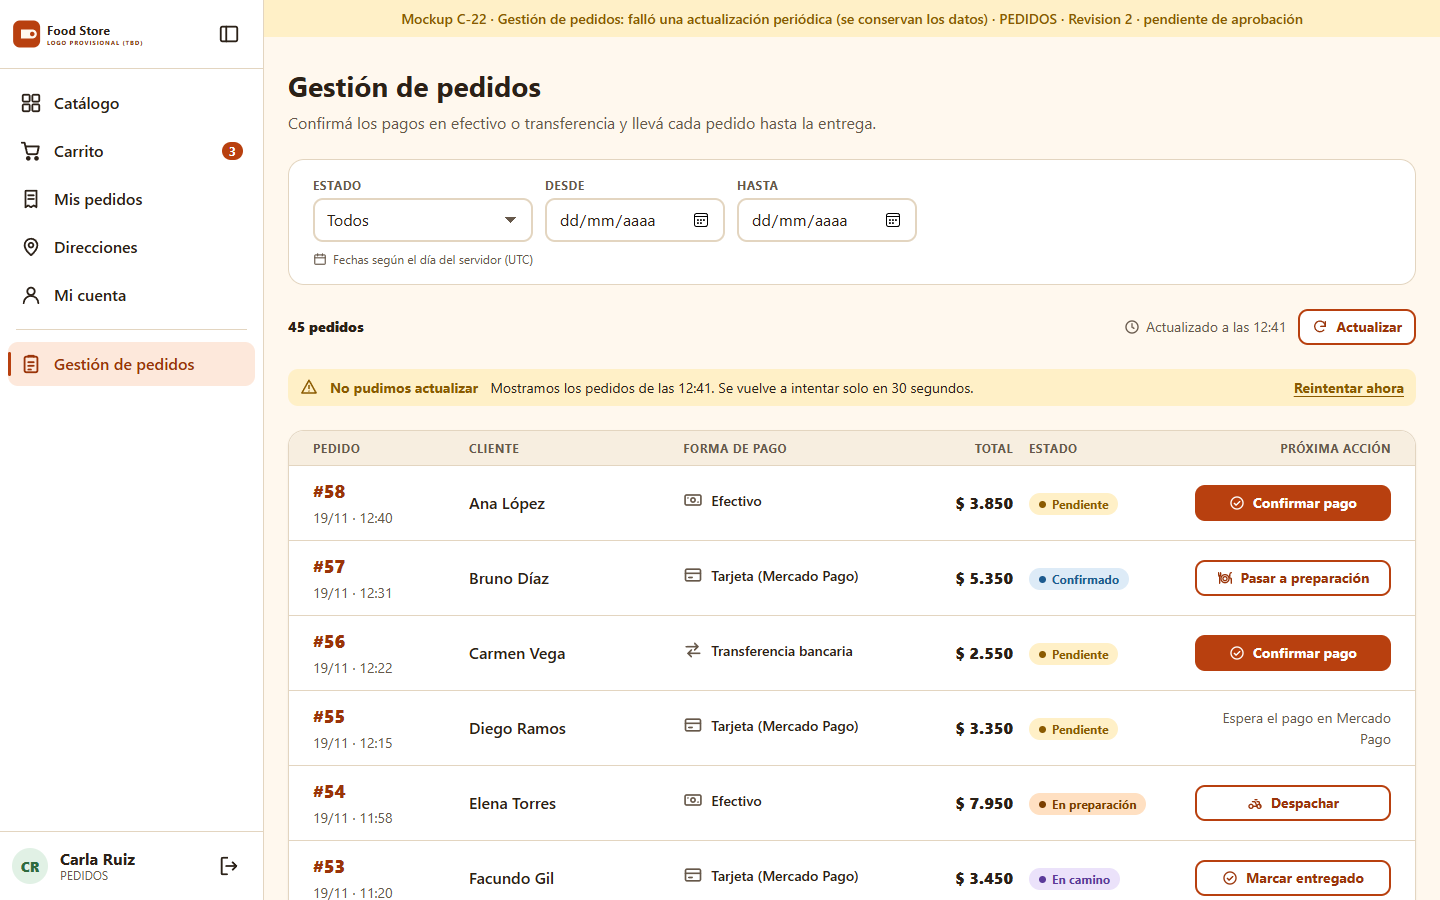 Food Store
LOGO PROVISIONAL (TBD)
Catálogo
Carrito
3
Mis pedidos
Direcciones
Mi cuenta
Gestión de pedidos
CR
Carla Ruiz
PEDIDOS
Mockup C-22 · Gestión de pedidos: falló una actualización periódica (se conservan los datos) · PEDIDOS · Revision 2 · pendiente de aprobación
Gestión de pedidos
Confirmá los pagos en efectivo o transferencia y llevá cada pedido hasta la entrega.
ESTADO DESDE HASTA
Todos dd/mm/aaaa dd/mm/aaaa
Fechas según el día del servidor (UTC)
45 pedidos Actualizado a las 12:41 Actualizar
No pudimos actualizar Mostramos los pedidos de las 12:41. Se vuelve a intentar solo en 30 segundos. Reintentar ahora
PEDIDO CLIENTE FORMA DE PAGO TOTAL ESTADO PRÓXIMA ACCIÓN
#58
19/11 · 12:40
Ana López Efectivo $ 3.850 Pendiente Confirmar pago
#57
19/11 · 12:31
Bruno Díaz Tarjeta (Mercado Pago) $ 5.350 Confirmado Pasar a preparación
#56
19/11 · 12:22
Carmen Vega Transferencia bancaria $ 2.550 Pendiente Confirmar pago
#55
19/11 · 12:15
Diego Ramos Tarjeta (Mercado Pago) $ 3.350 Pendiente Espera el pago en Mercado
Pago
#54
19/11 · 11:58
Elena Torres Efectivo $ 7.950 En preparación Despachar
#53
19/11 · 11:20
Facundo Gil Tarjeta (Mercado Pago) $ 3.450 En camino Marcar entregado